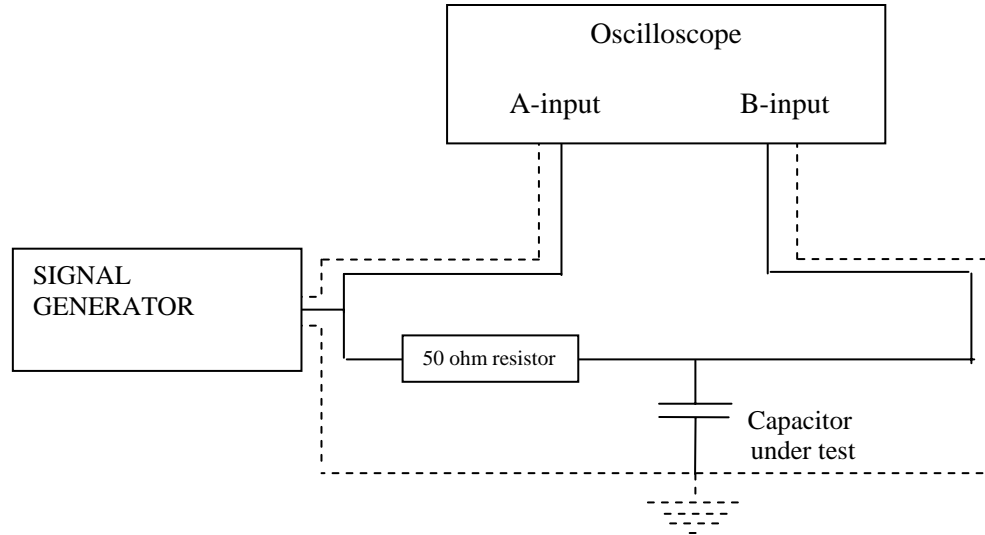 Oscilloscope
A-input
B-input
SIGNAL
GENERATOR
50 ohm resistor
Capacitor
under test